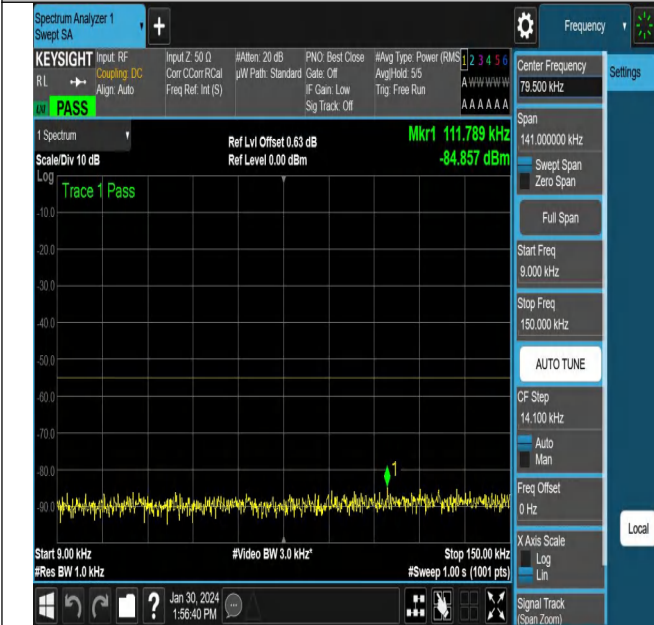 Spectrum Analyzer 1
Swept SA
+
Frequency
KEYSIGHT
RL
Input: RF
Coupling: DC
Align: Auto
Input Z: 50 Ω
Corr CCorr RCal
Freq Ref: Int (S)
#Atten: 20 dB
µW Path: Standard
PNO: Best Close
Gate: Off
IF Gain: Low
Sig Track: Off
#Avg Type: Power (RMS
Avg|Hold: 5/5
Trig: Free Run
1 2 3 4 5 6
A W W W W W
A A A A A A
LXI
PASS
1 Spectrum
Scale/Div 10 dB
Ref Lvl Offset 0.63 dB
Ref Level 0.00 dBm
Mkr1 111.789 kHz
-84.857 dBm
Log
Trace 1 Pass
-10.0
-20.0
-30.0
-40.0
-50.0
-60.0
-70.0
-80.0
-90.0
1
Start 9.00 kHz
#Res BW 1.0 kHz
#Video BW 3.0 kHz*
Stop 150.00 kHz
#Sweep 1.00 s (1001 pts)
Center Frequency
79.500 kHz
Settings
Span
141.000000 kHz
Swept Span
Zero Span
Full Span
Start Freq
9.000 kHz
Stop Freq
150.000 kHz
AUTO TUNE
CF Step
14.100 kHz
Auto
Man
Freq Offset
0 Hz
Local
X Axis Scale
Log
Lin
Signal Track
(Span Zoom)
?
Jan 30, 2024
1:56:40 PM